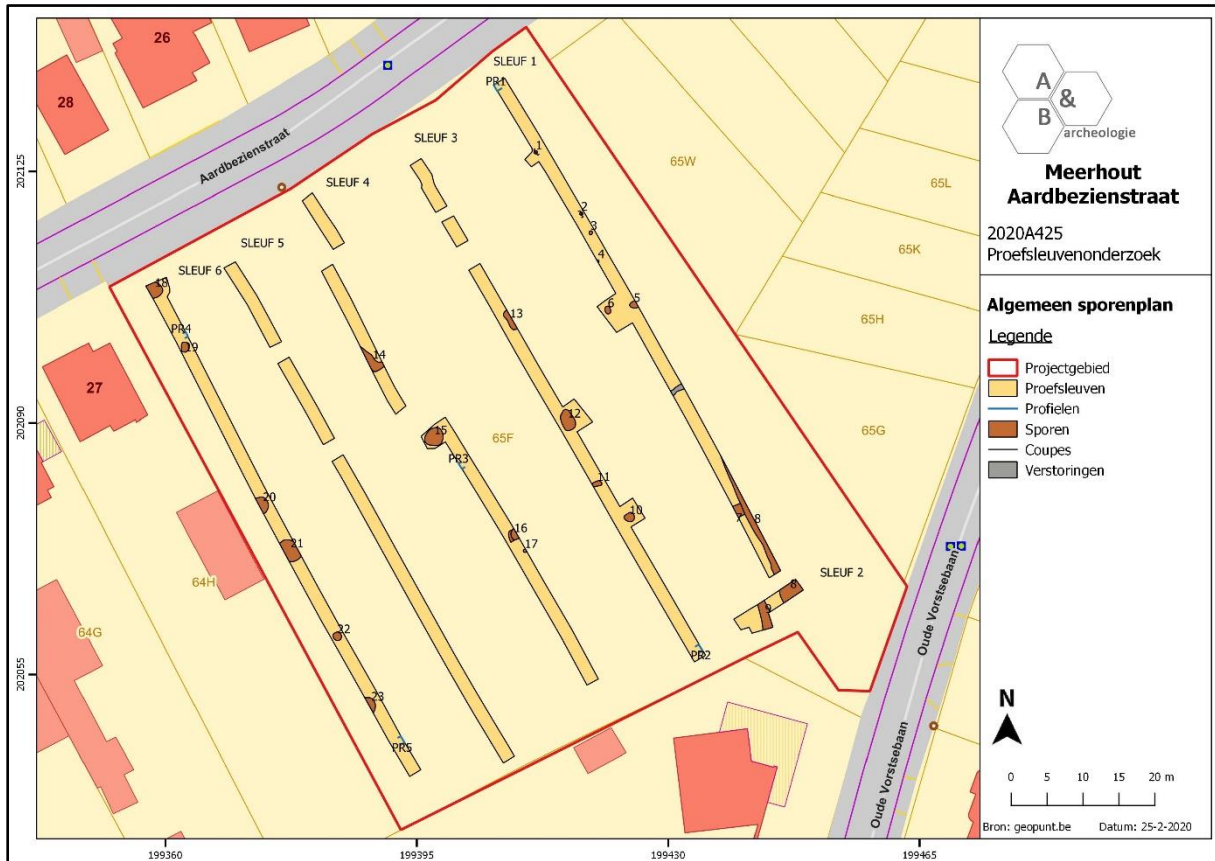 SLEUF 1
SLEUF 3
SLEUF 4
SLEUF 5
SLEUF 6
SLEUF 2
PR1
PR4
PR3
PR2
PR5
1
2
3
4
5
6
7
8
8
9
10
11
12
13
14
15
16
17
18
19
20
21
22
23
26
28
27
Aardbezienstraat
Oude Vorstsebaan
Oude Vorstsebaan
65W
65L
65K
65H
65G
65F
64H
64G
202125
202090
202055
199360
199395
199430
199465
A & B
archeologie
Meerhout
Aardbezienstraat
2020A425
Proefsleuvenonderzoek
Algemeen sporenplan
Legende
Projectgebied
Proefsleuven
Profielen
Sporen
Coupes
Verstoringen
N
0 5 10 15 20 m
Bron: geopunt.be Datum: 25-2-2020